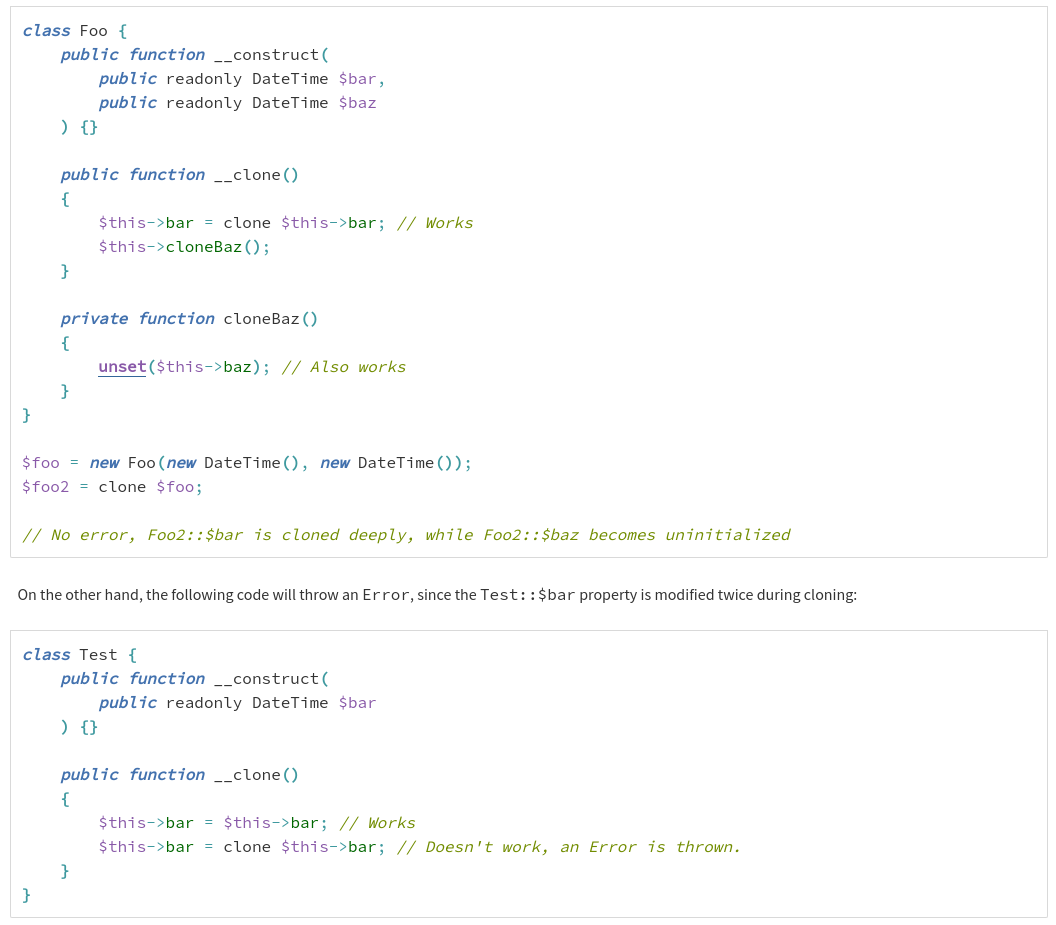 class Foo {
    public function __construct(
        public readonly DateTime $bar,
        public readonly DateTime $baz
    ) {}

    public function __clone()
    {
        $this->bar = clone $this->bar; // Works
        $this->cloneBaz();
    }

    private function cloneBaz()
    {
        unset($this->baz); // Also works
    }
}

$foo = new Foo(new DateTime(), new DateTime());
$foo2 = clone $foo;

// No error, Foo2::$bar is cloned deeply, while Foo2::$baz becomes uninitialized

On the other hand, the following code will throw an Error, since the Test::$bar property is modified twice during cloning:

class Test {
    public function __construct(
        public readonly DateTime $bar
    ) {}

    public function __clone()
    {
        $this->bar = $this->bar; // Works
        $this->bar = clone $this->bar; // Doesn't work, an Error is thrown.
    }
}